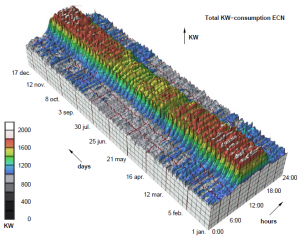 Total KW-consumption ECN
KW
17 dec.
12 nov.
8 oct.
3 sep.
30 jul.
25 jun.
21 may
16 apr.
12 mar.
5 feb.
1 jan.
days
0:00
6:00
12:00
18:00
24:00
hours
2000
1600
1200
800
400
0
KW